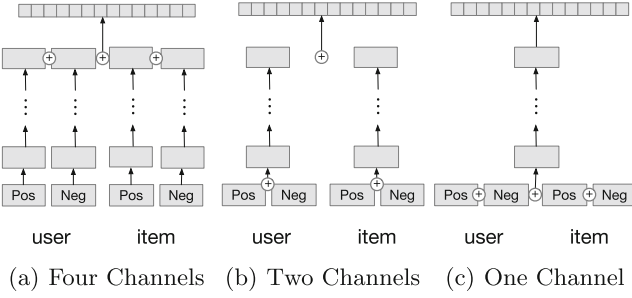 + + +
+
Pos Neg Pos Neg
+ +
Pos Neg Pos Neg
+ + +
Pos Neg Pos Neg
user item
user item
user item
(a) Four Channels
(b) Two Channels
(c) One Channel